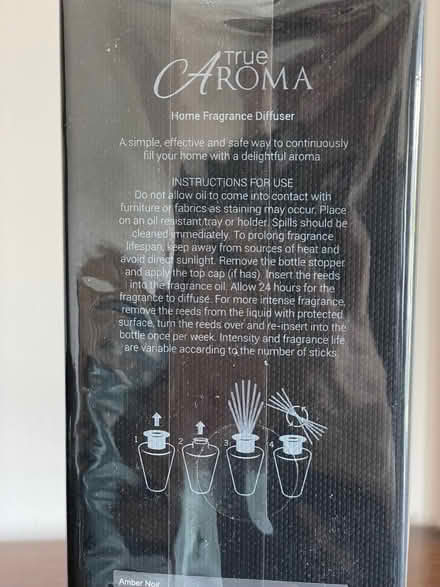 True
AROMA
Home Fragrance Diffuser
A simple, effective and safe way to continuously
fill your home with a delightful aroma
INSTRUCTIONS FOR USE
Do not allow oil to come into contact with
furniture or fabrics as staining may occur. Place
on an oil resistant tray or holder. Spills should be
cleaned immediately. To prolong fragrance
lifespan, keep away from sources of heat and
avoid direct sunlight. Remove the bottle stopper
and apply the top cap (if has). Insert the reeds
into the fragrance oil. Allow 24 hours for the
fragrance to diffuse. For more intense fragrance,
remove the reeds from the liquid with protected
surface, turn the reeds over and re-insert into the
bottle once per week. Intensity and fragrance life
are variable according to the number of sticks.
1 2 3 4
Amber Noir